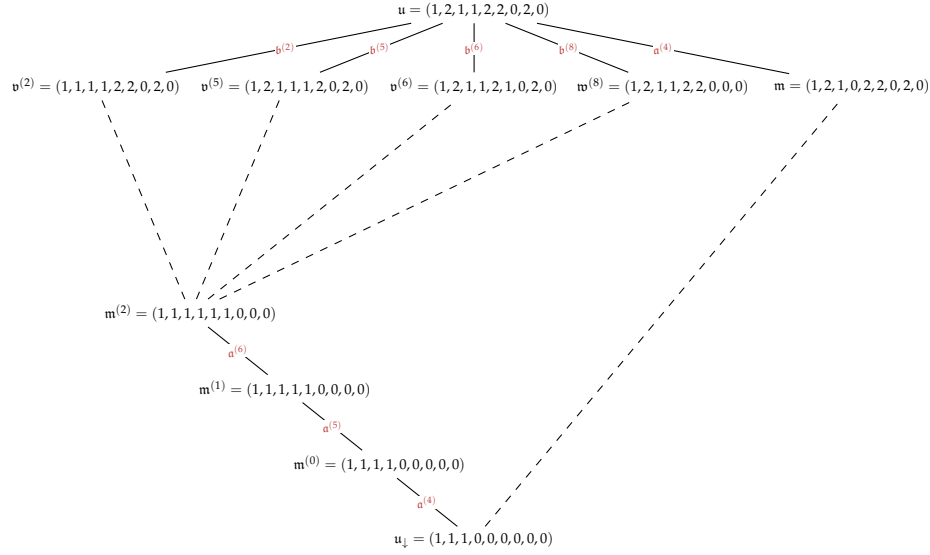 𝔲 = (1,2,1,1,2,2,0,2,0)
𝔟⁽²⁾ 𝔟⁽⁵⁾ 𝔟⁽⁶⁾ 𝔟⁽⁸⁾ 𝔞⁽⁴⁾
𝔳⁽²⁾ = (1,1,1,1,2,2,0,2,0) 𝔳⁽⁵⁾ = (1,2,1,1,1,2,0,2,0) 𝔳⁽⁶⁾ = (1,2,1,1,2,1,0,2,0) 𝔴⁽⁸⁾ = (1,2,1,1,2,2,0,0,0) 𝔪 = (1,2,1,0,2,2,0,2,0)
𝔪⁽²⁾ = (1,1,1,1,1,1,0,0,0)
𝔞⁽⁶⁾
𝔪⁽¹⁾ = (1,1,1,1,1,0,0,0,0)
𝔞⁽⁵⁾
𝔪⁽⁰⁾ = (1,1,1,1,0,0,0,0,0)
𝔞⁽⁴⁾
𝔲↓ = (1,1,1,0,0,0,0,0,0)